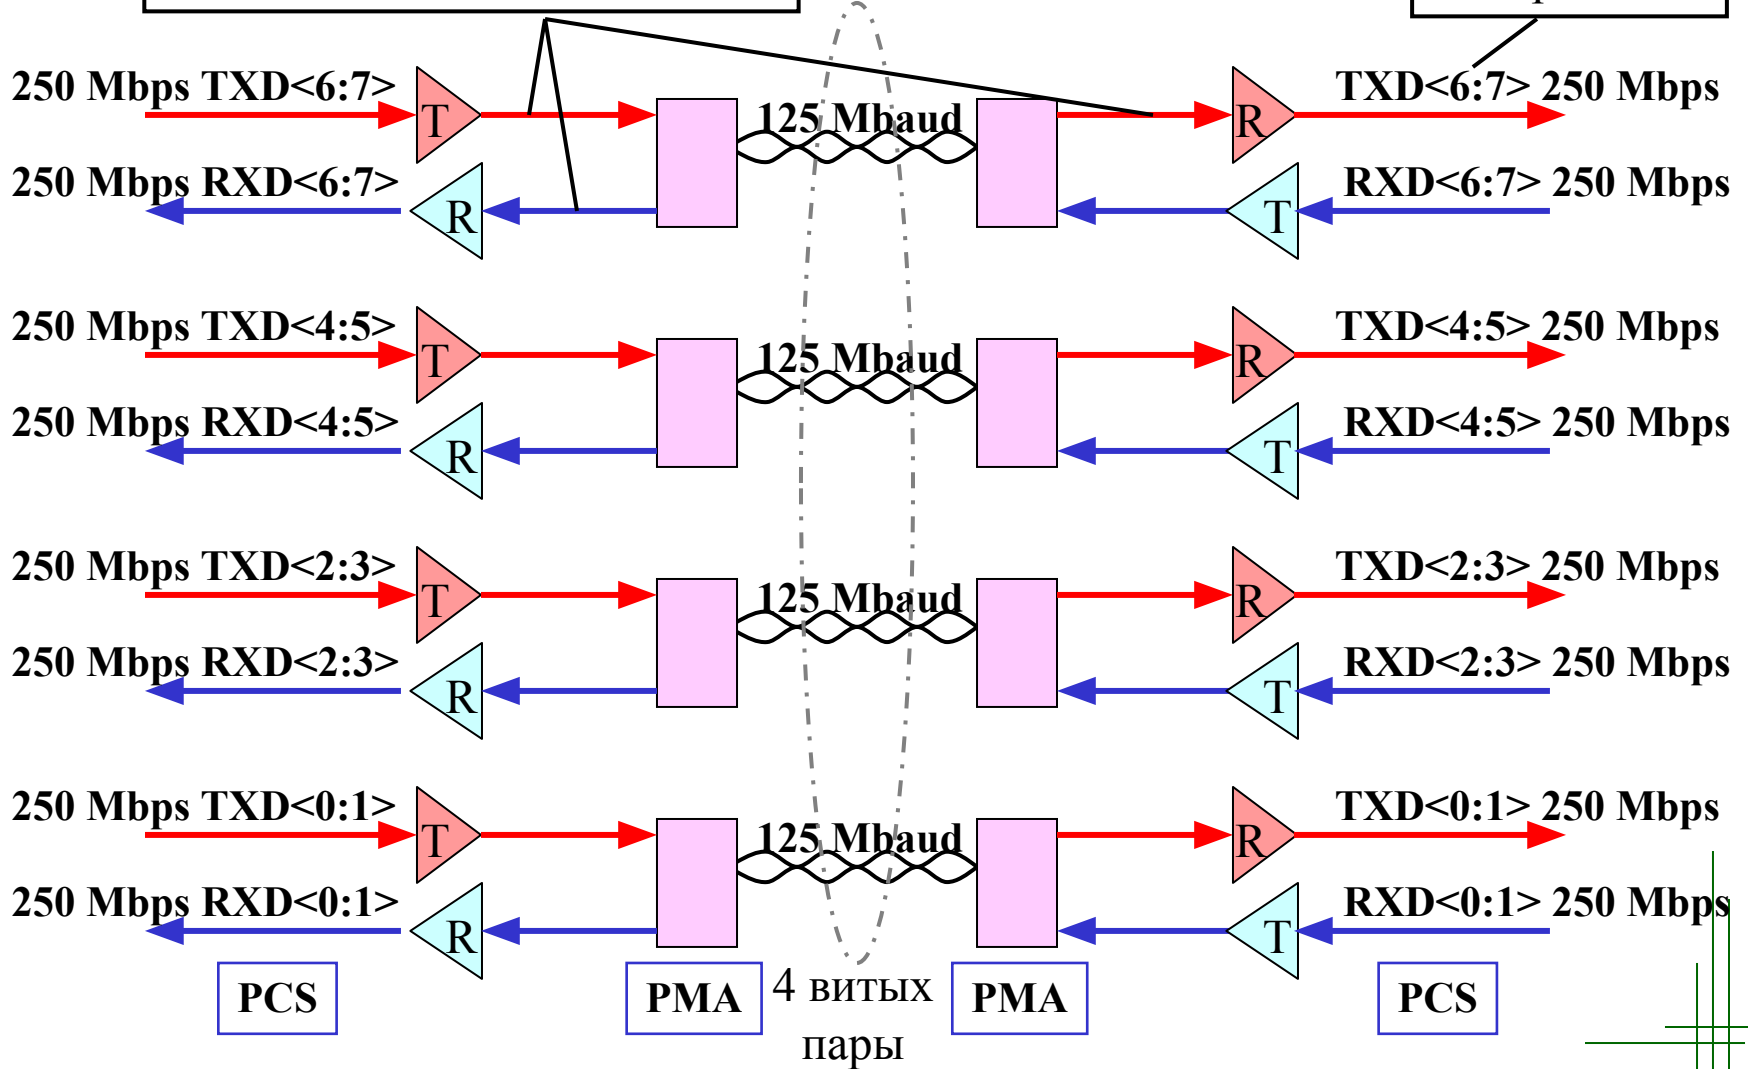 250 Mbps TXD<6:7>
T
125 Mbaud
R
TXD<6:7> 250 Mbps
250 Mbps RXD<6:7>
R
T
RXD<6:7> 250 Mbps
250 Mbps TXD<4:5>
T
125 Mbaud
R
TXD<4:5> 250 Mbps
250 Mbps RXD<4:5>
R
T
RXD<4:5> 250 Mbps
250 Mbps TXD<2:3>
T
125 Mbaud
R
TXD<2:3> 250 Mbps
250 Mbps RXD<2:3>
R
T
RXD<2:3> 250 Mbps
250 Mbps TXD<0:1>
T
125 Mbaud
R
TXD<0:1> 250 Mbps
250 Mbps RXD<0:1>
R
T
RXD<0:1> 250 Mbps
PCS
PMA
4 витых
пары
PMA
PCS